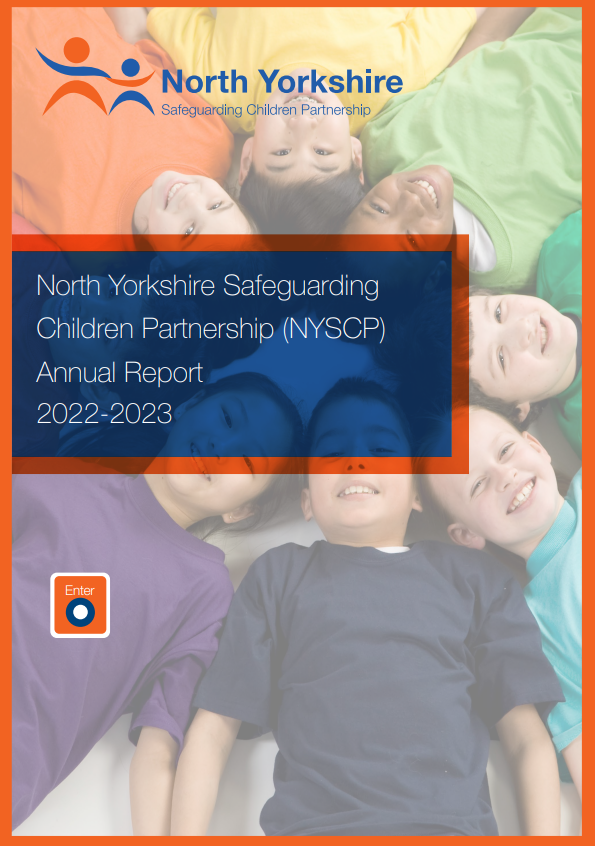 North Yorkshire
Safeguarding Children Partnership
North Yorkshire Safeguarding
Children Partnership (NYSCP)
Annual Report
2022-2023
Enter